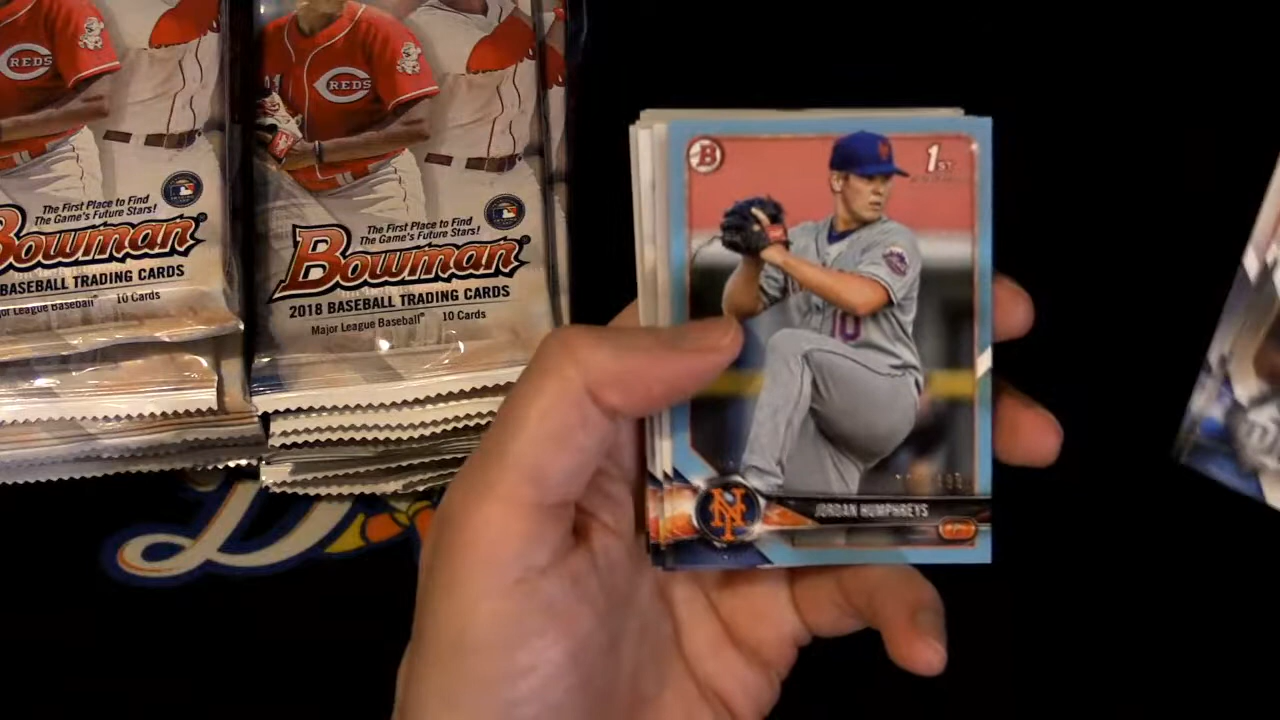 REDS
The First Place to Find
The Game's Future Stars!
Bowman
BASEBALL TRADING CARDS
or League Baseball 10 Cards
REDS
The First Place to Find
The Game's Future Stars!
Bowman®
2018 BASEBALL TRADING CARDS
Major League Baseball® 10 Cards
B
1ST
10
NY
JORDAN HUMPHREYS